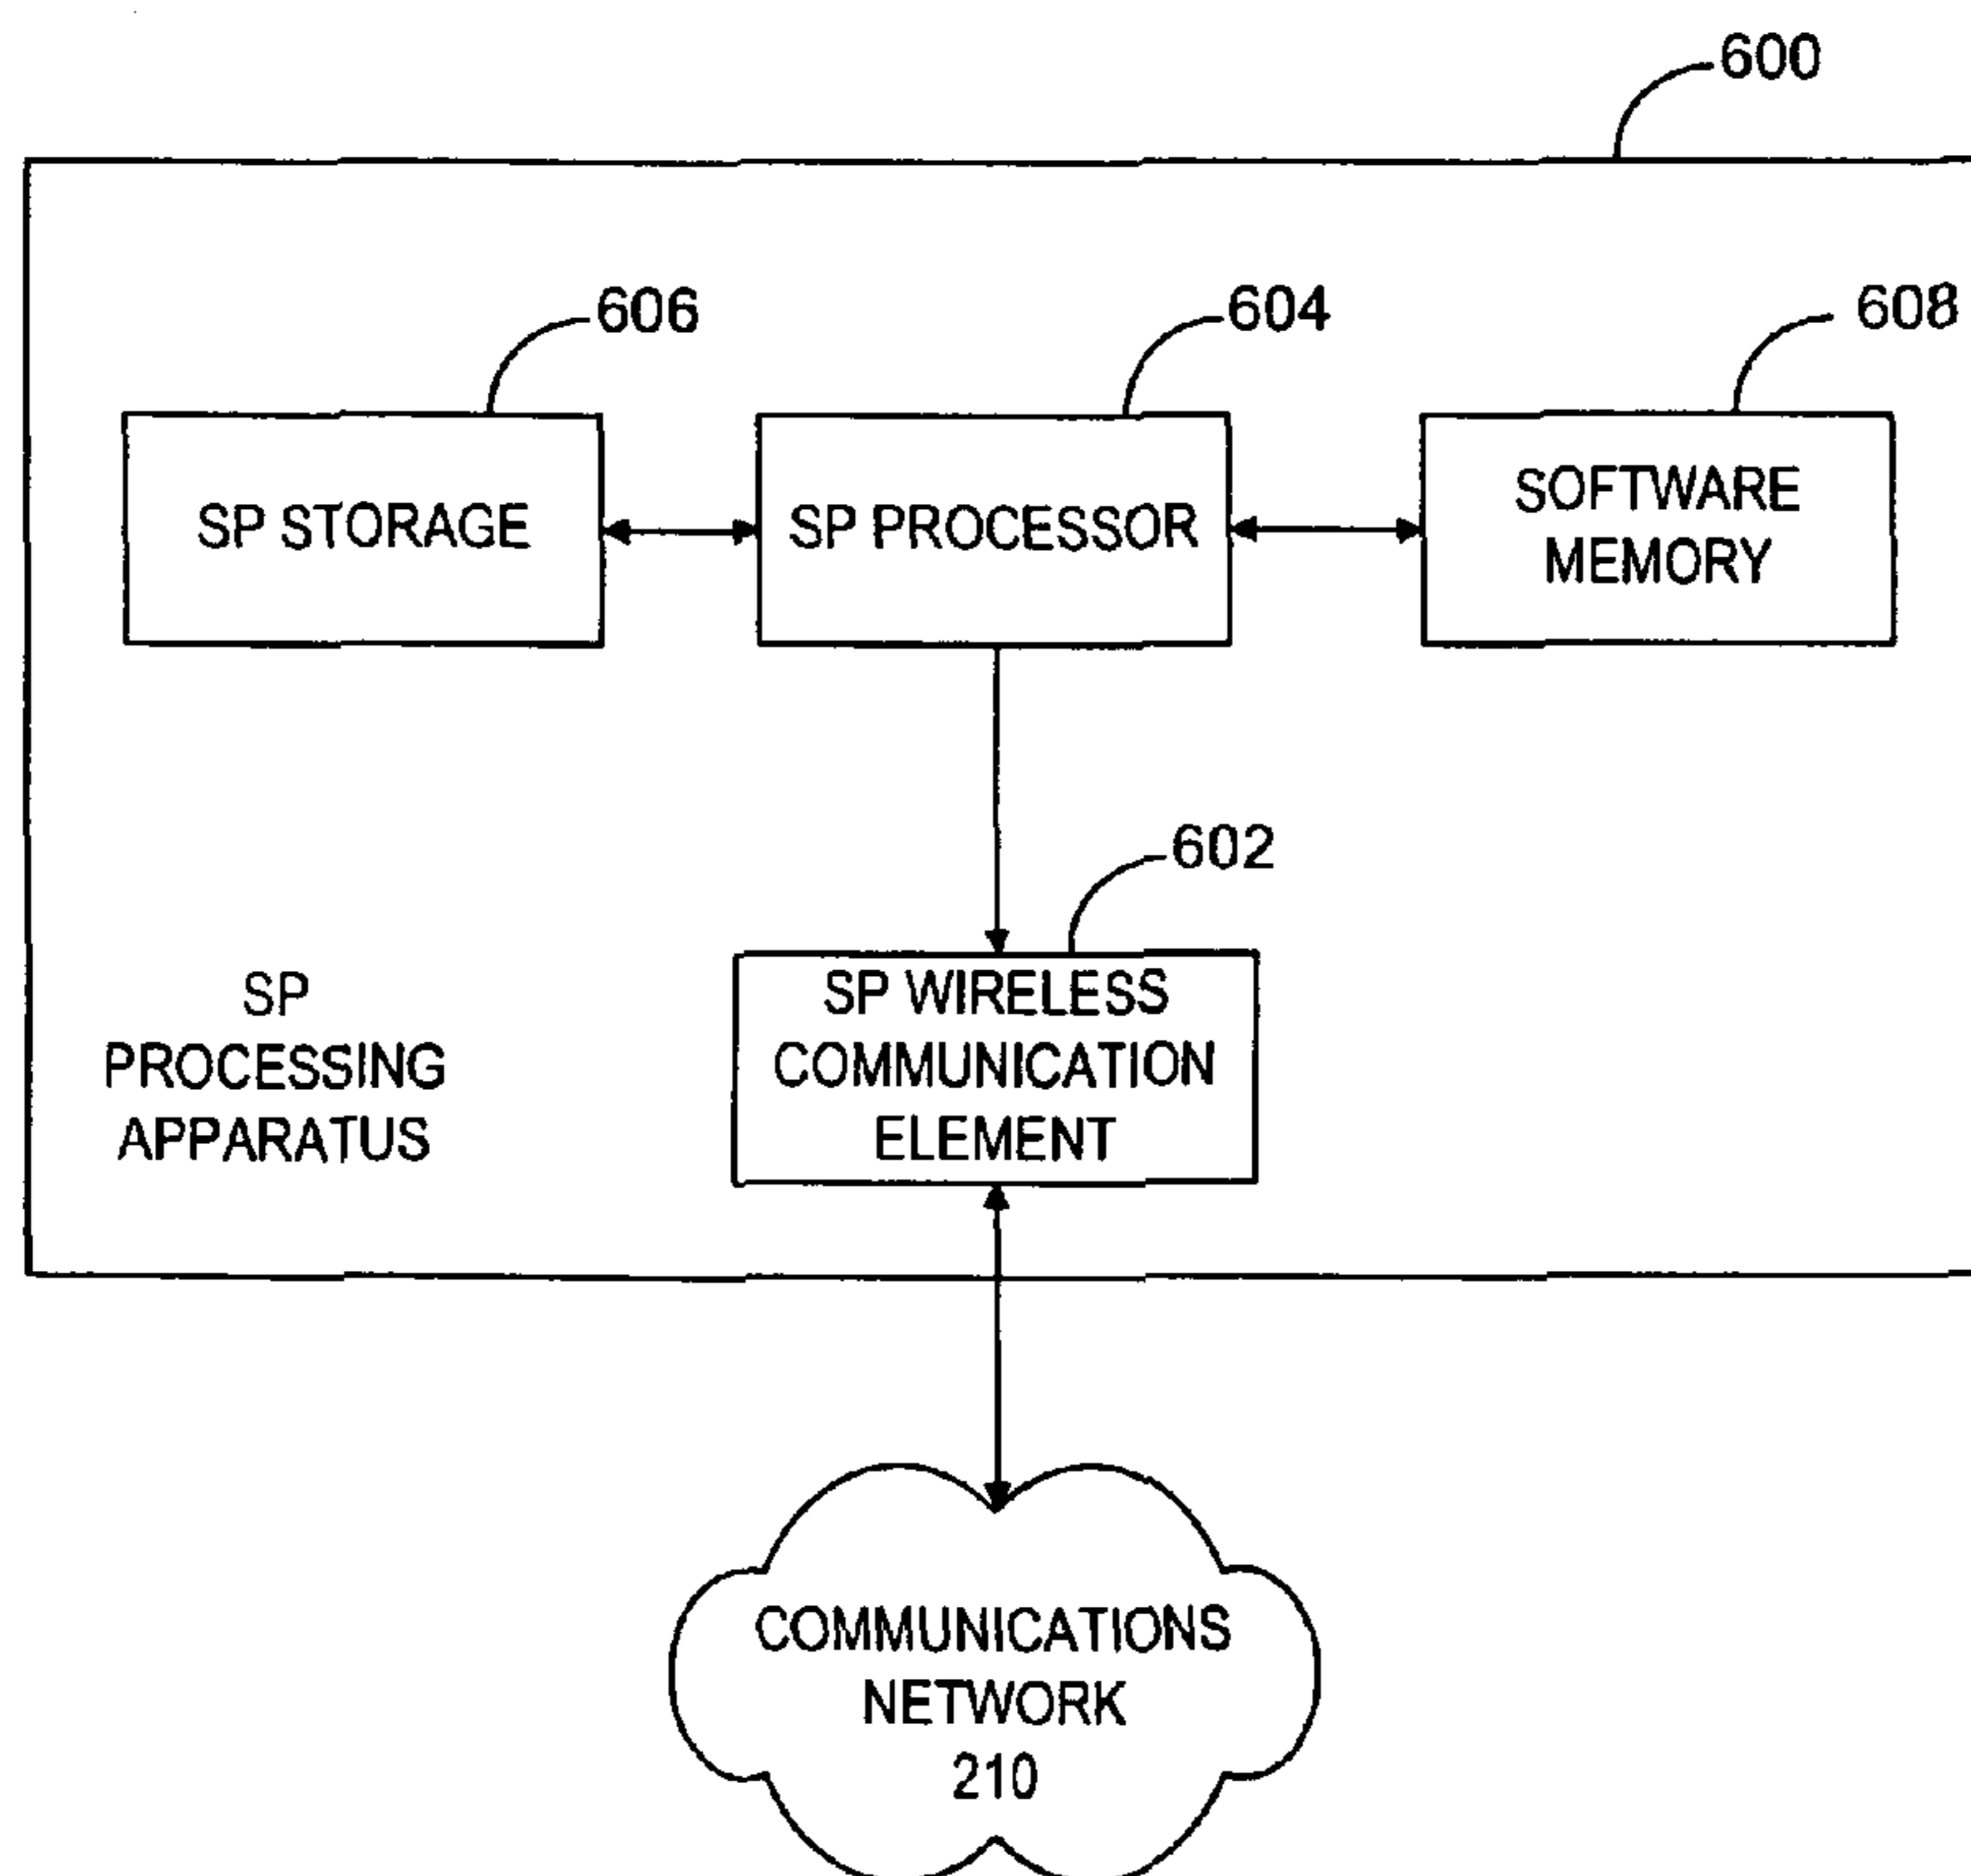 600
606
604
608
SP STORAGE
SP PROCESSOR
SOFTWARE
MEMORY
602
SP
PROCESSING
APPARATUS
SP WIRELESS
COMMUNICATION
ELEMENT
COMMUNICATIONS
NETWORK
210